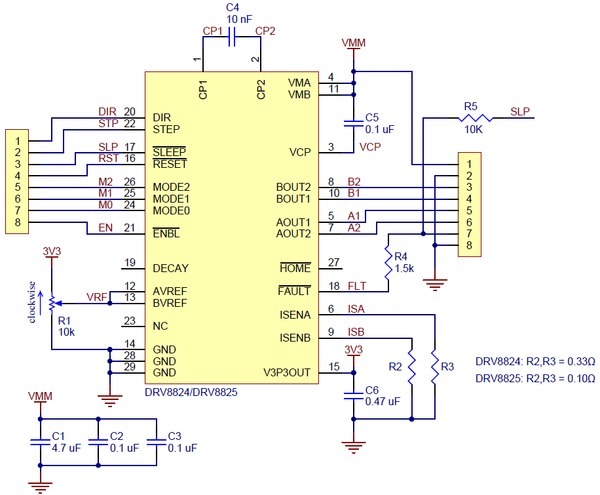 C4
10 nF
CP1
CP2
1
2
CP1
CP2
VMM
VMA 4
VMB 11
C5
0.1 uF
VCP 3
VCP
R5
10K
SLP
1
2
3
4
5
6
7
8
DIR 20 DIR
STP 22 STEP
SLP 17 SLEEP
RST 16 RESET
M2 26 MODE2
M1 25 MODE1
M0 24 MODE0
EN 21 ENBL
BOUT2 8 B2
BOUT1 10 B1
AOUT1 5 A1
AOUT2 7 A2
1
2
3
4
5
6
7
8
R4
1.5k
19 DECAY
HOME 27
FAULT 18 FLT
3V3
clockwise
R1
10k
VRF
12 AREF
13 BVREF
23 NC
14 GND
28 GND
29 GND
ISENA 6 ISA
ISENB 9 ISB
3V3
V3P3OUT 15
C6
0.47 uF
R2
R3
DRV8824: R2,R3 = 0.33Ω
DRV8825: R2,R3 = 0.10Ω
DRV8824/DRV8825
VMM
C1
4.7 uF
C2
0.1 uF
C3
0.1 uF